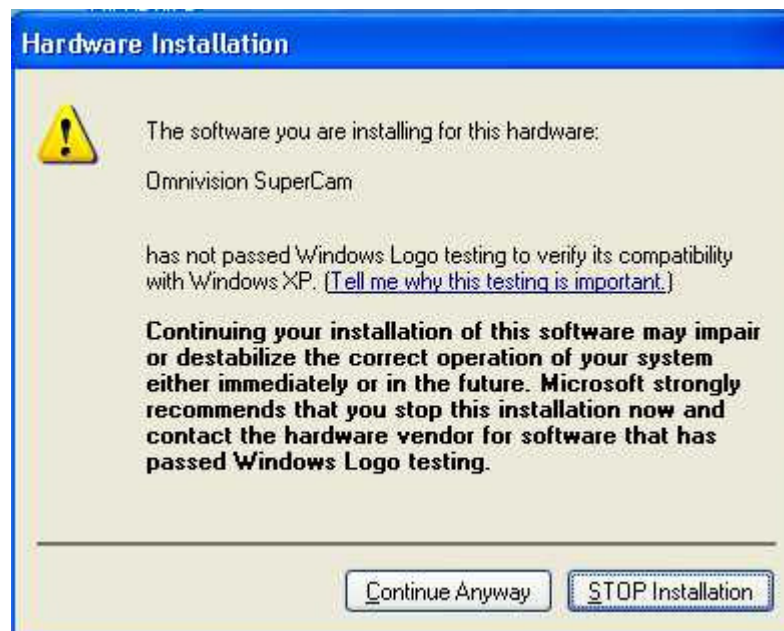 Hardware Installation
The software you are installing for this hardware:
Omnivision SuperCam
has not passed Windows Logo testing to verify its compatibility
with Windows XP. (Tell me why this testing is important.)
Continuing your installation of this software may impair
or destabilize the correct operation of your system
either immediately or in the future. Microsoft strongly
recommends that you stop this installation now and
contact the hardware vendor for software that has
passed Windows Logo testing.
Continue Anyway
STOP Installation